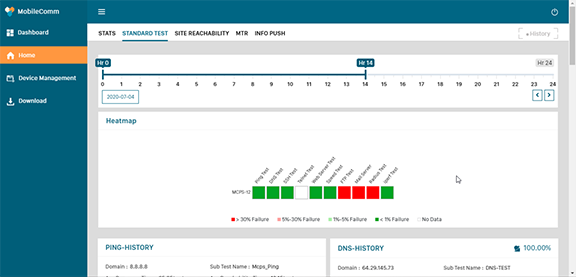 MobileComm
Dashboard
Home
Device Management
Download
STATS STANDARD TEST SITE REACHABILITY MTR INFO PUSH
History
Hr 0 Hr 14 Hr 24
0 1 2 3 4 5 6 7 8 9 10 11 12 13 14 15 16 17 18 19 20 21 22 23 24
2020-07-04
Heatmap
Ping Test DNS Test SSH Test Telnet Test Web Server Test Speed Test FTP Test Mail Server Radius Test Iperf Test
MCPS-12
> 30% Failure 5%-30% Failure 1%-5% Failure < 1% Failure No Data
PING-HISTORY
Domain : 8.8.8.8 Sub Test Name : Mcps_Ping
DNS-HISTORY 100.00%
Domain : 64.29.145.73 Sub Test Name : DNS-TEST